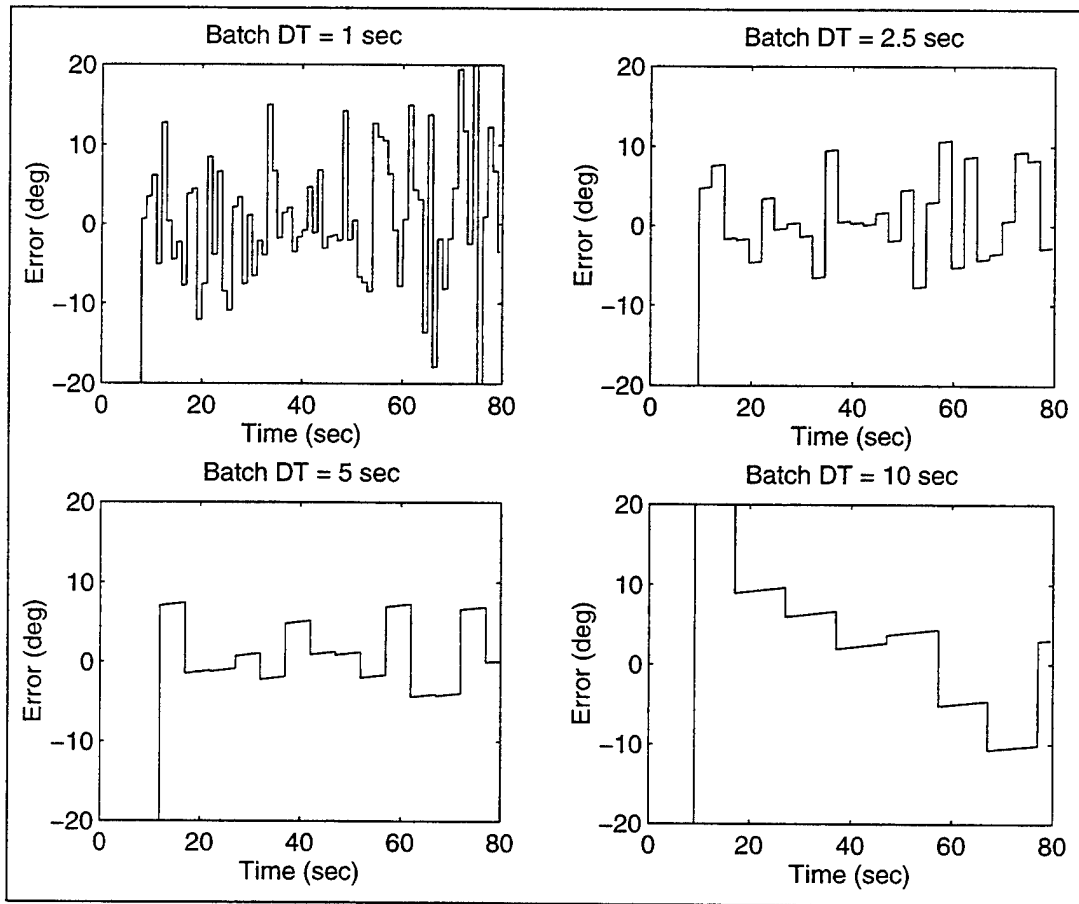 Batch DT = 1 sec
20
10
0
−10
−20
Error (deg)
0 20 40 60 80
Time (sec)
Batch DT = 2.5 sec
20
10
0
−10
−20
Error (deg)
0 20 40 60 80
Time (sec)
Batch DT = 5 sec
20
10
0
−10
−20
Error (deg)
0 20 40 60 80
Time (sec)
Batch DT = 10 sec
20
10
0
−10
−20
Error (deg)
0 20 40 60 80
Time (sec)